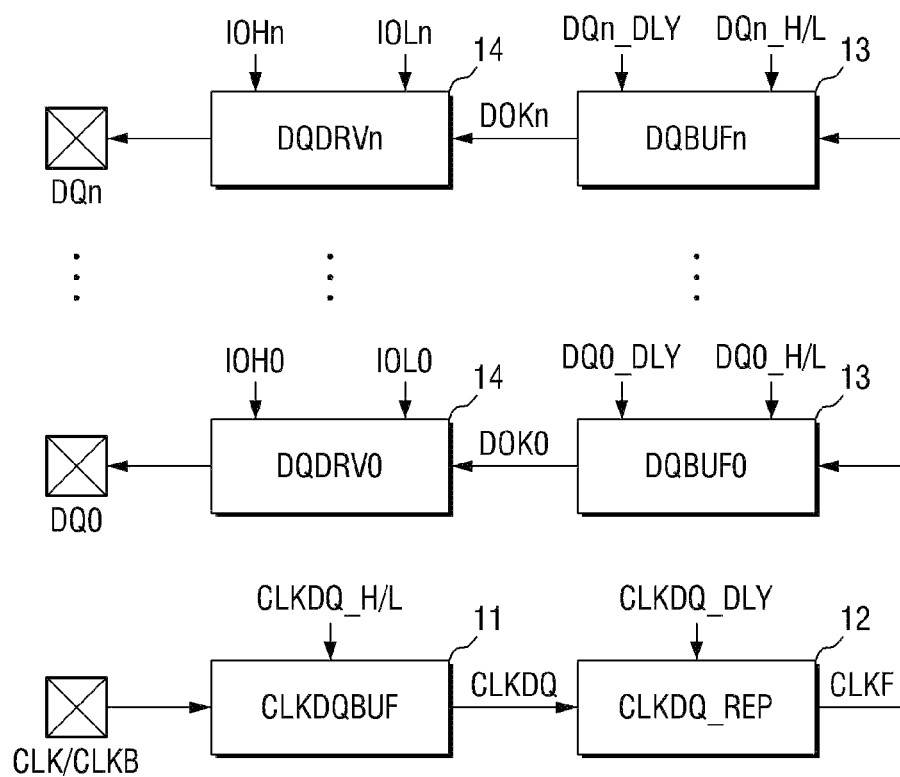 IOHn IOLn 14 DQn_DLY DQn_H/L 13
DQDRVn DOKn DQBUFn
DQn
IOH0 IOL0 14 DQ0_DLY DQ0_H/L 13
DQDRV0 DOK0 DQBUF0
DQ0
CLKDQ_H/L 11 CLKDQ_DLY 12
CLKDQBUF CLKDQ CLKDQ_REP CLKF
CLK/CLKB